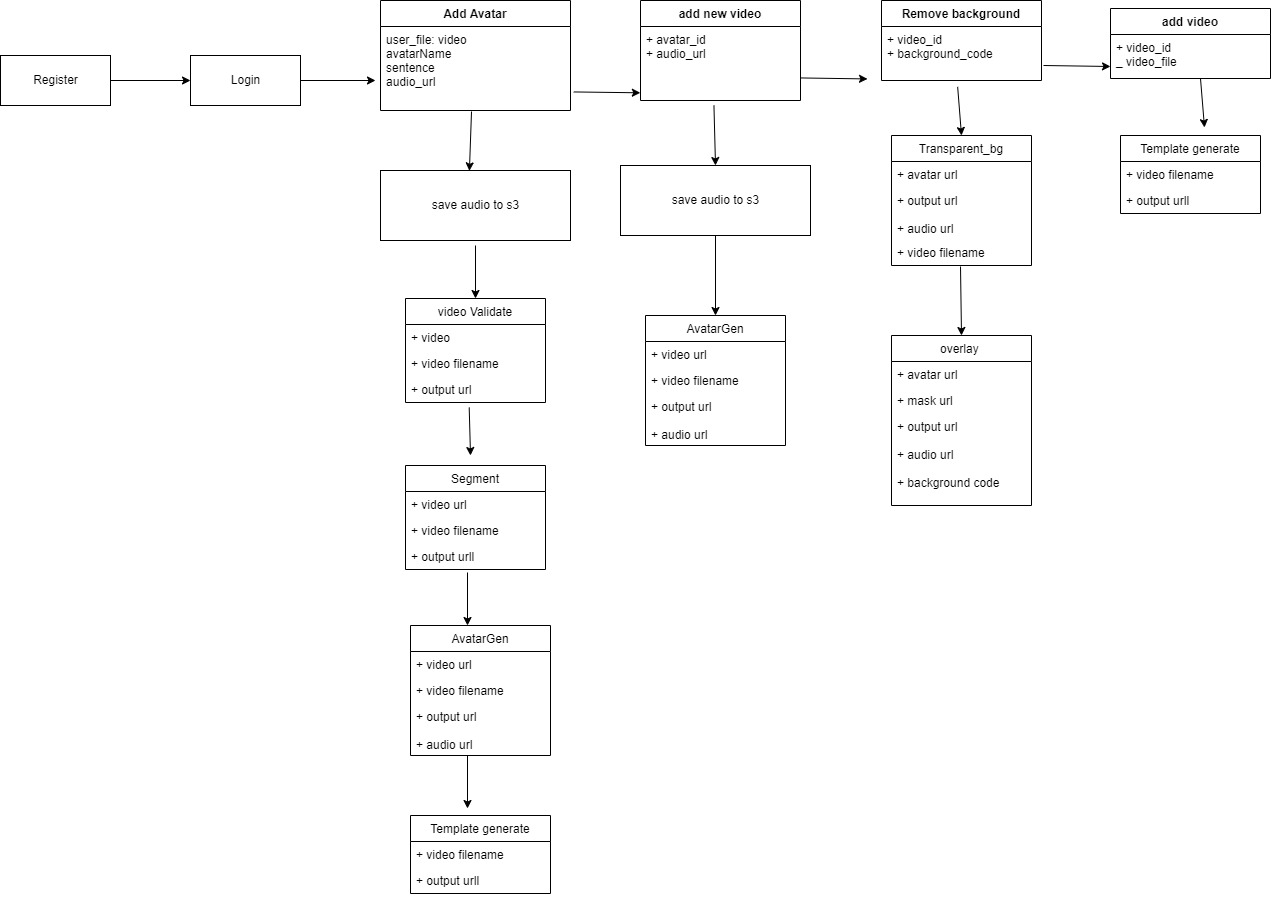 Register
Login
Add Avatar
user_file: video
avatarName
sentence
audio_url
save audio to s3
video Validate
+ video
+ video filename
+ output url
Segment
+ video url
+ video filename
+ output urll
AvatarGen
+ video url
+ video filename
+ output url
+ audio url
Template generate
+ video filename
+ output urll
add new video
+ avatar_id
+ audio_url
save audio to s3
AvatarGen
+ video url
+ video filename
+ output url
+ audio url
Remove background
+ video_id
+ background_code
Transparent_bg
+ avatar url
+ output url
+ audio url
+ video filename
overlay
+ avatar url
+ mask url
+ output url
+ audio url
+ background code
add video
+ video_id
_ video_file
Template generate
+ video filename
+ output urll